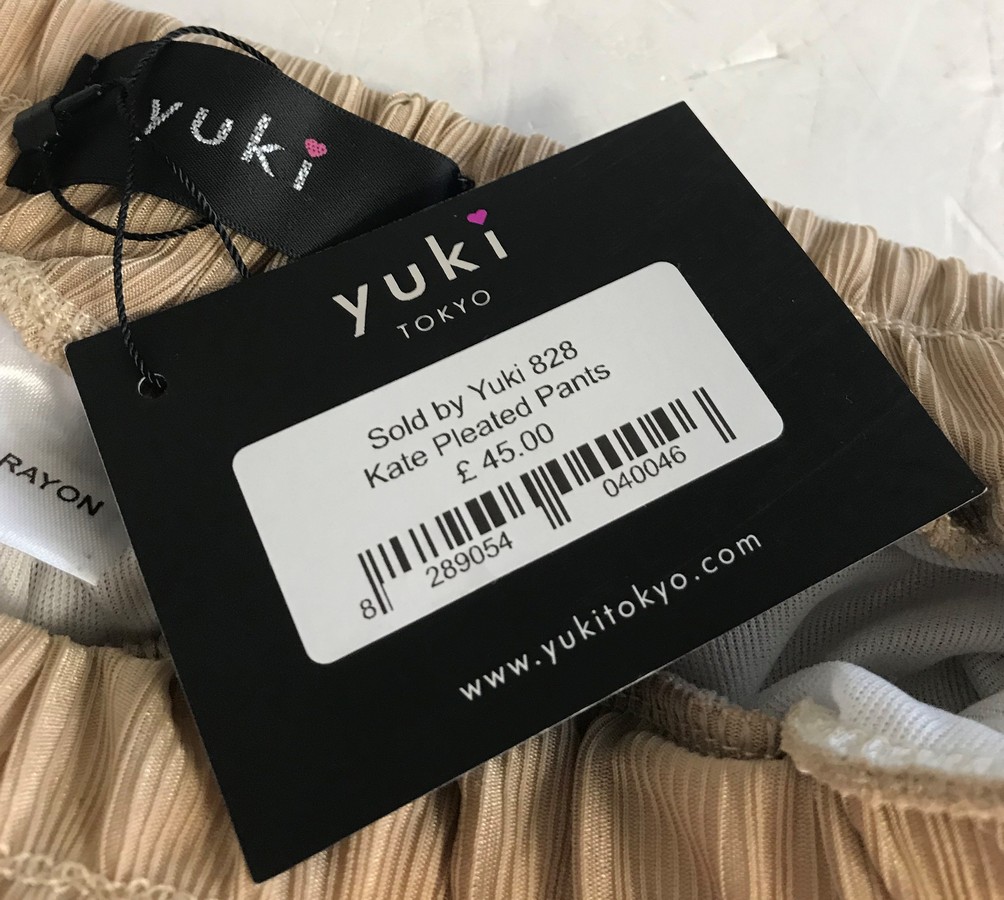 yuki
yuki
TOKYO
Sold by Yuki 828
Kate Pleated Pants
£ 45.00
8 289054 040046
www.yukitokyo.com
RAYON